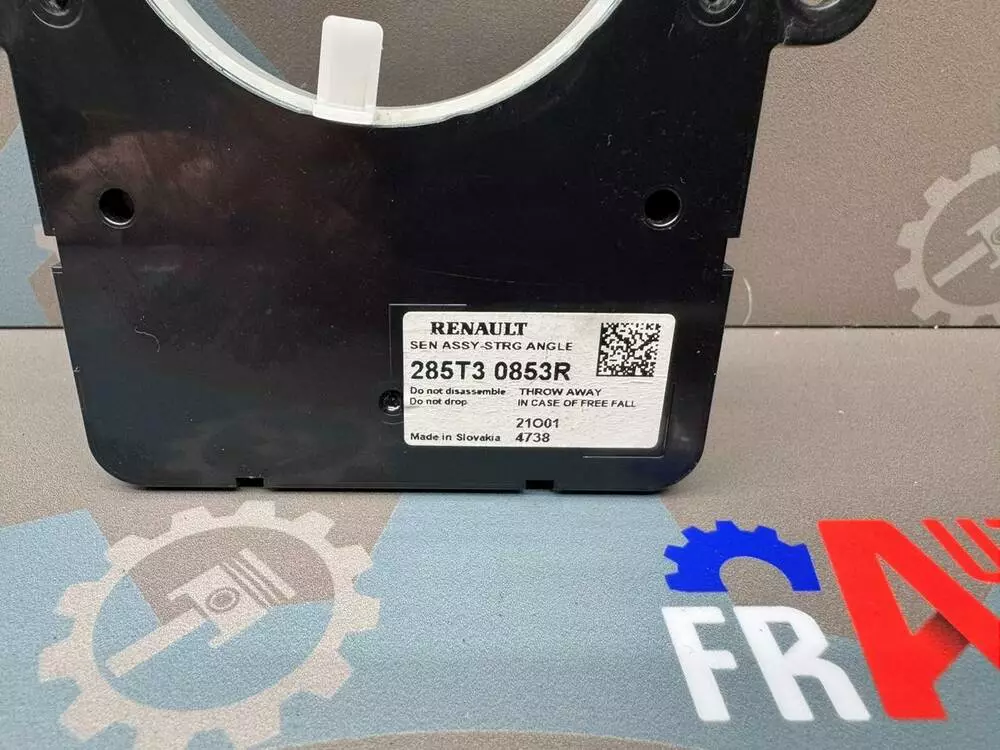 RENAULT
SEN ASSY-STRG ANGLE
285T3 0853R
Do not disassemble THROW AWAY
Do not drop IN CASE OF FREE FALL
21O01
Made in Slovakia 4738
FR